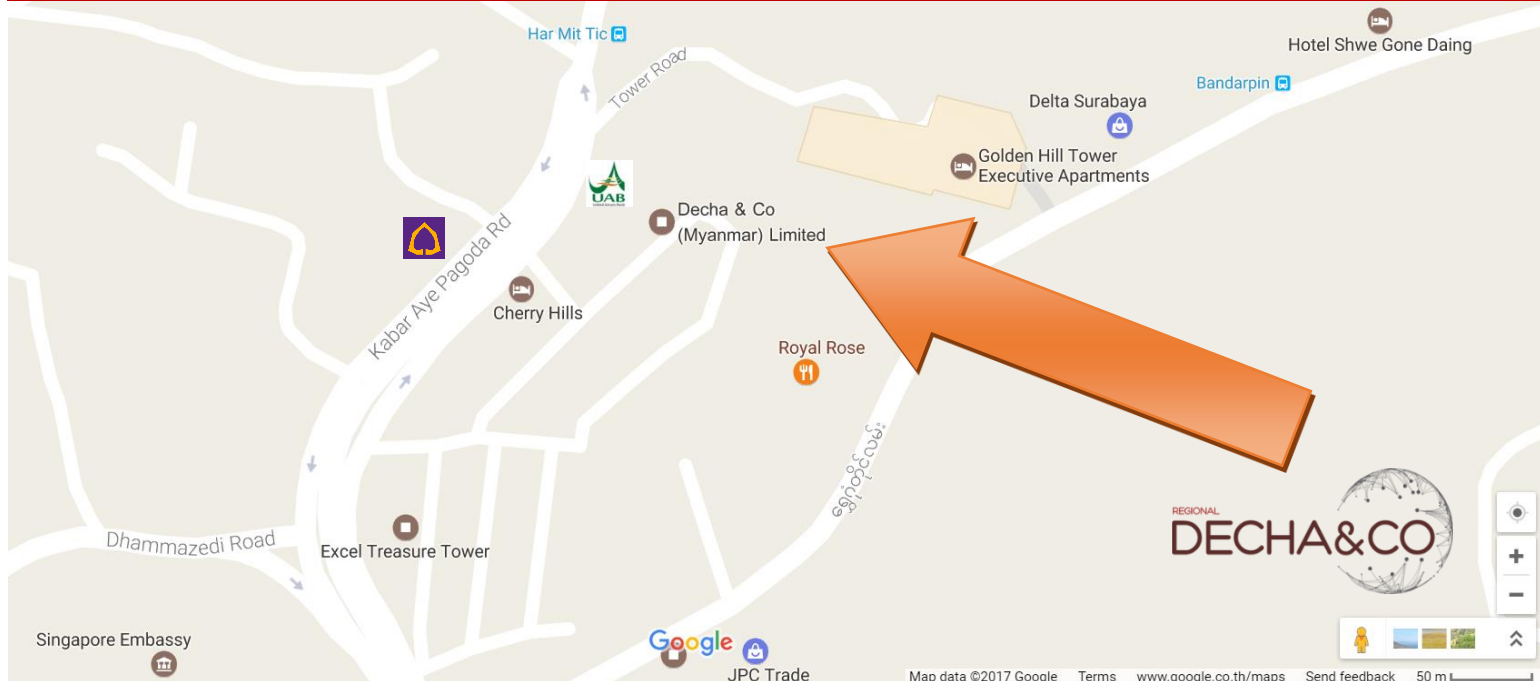 Har Mit Tic
Hotel Shwe Gone Daing
Tower Road
Bandarpin
Delta Surabaya
Golden Hill Tower
Executive Apartments
UAB
Decha & Co
(Myanmar) Limited
Kabar Aye Pagoda Rd
Cherry Hills
Royal Rose
REGIONAL
DECHA&CO
Dhammazedi Road
Excel Treasure Tower
Singapore Embassy
Google
JPC Trade
Map data ©2017 Google Terms www.google.co.th/maps Send feedback 50 m